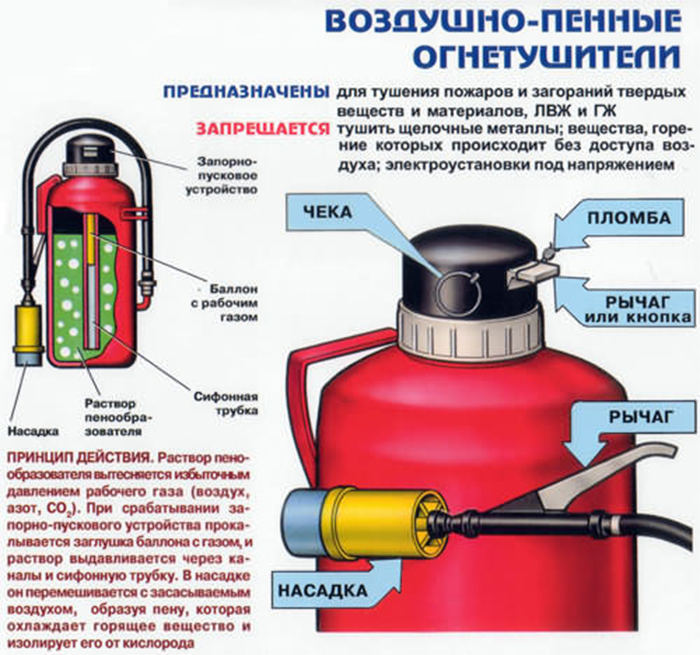 ВОЗДУШНО-ПЕННЫЕ
ОГНЕТУШИТЕЛИ
ПРЕДНАЗНАЧЕНЫ для тушения пожаров и загораний твердых
веществ и материалов, ЛВЖ и ГЖ
ЗАПРЕЩАЕТСЯ тушить щелочные металлы; вещества, горе-
ние которых происходит без доступа воз-
духа; электроустановки под напряжением
Запорно-
пусковое
устройство
Баллон
с рабочим
газом
Сифонная
трубка
Раствор
пенообра-
зователя
Насадка
ЧЕКА
ПЛОМБА
РЫЧАГ
или КНОПКА
РЫЧАГ
НАСАДКА
ПРИНЦИП ДЕЙСТВИЯ. Раствор пено-
образователя вытесняется избыточным
давлением рабочего газа (воздух,
азот, CO₂). При срабатывании за-
порно-пускового устройства прока-
лывается заглушка баллона с газом, и
раствор выдавливается через ка-
налы и сифонную трубку. В насадке
он перемешивается с засасываемым
воздухом, образуя пену, которая
охлаждает горящее вещество и
изолирует его от кислорода